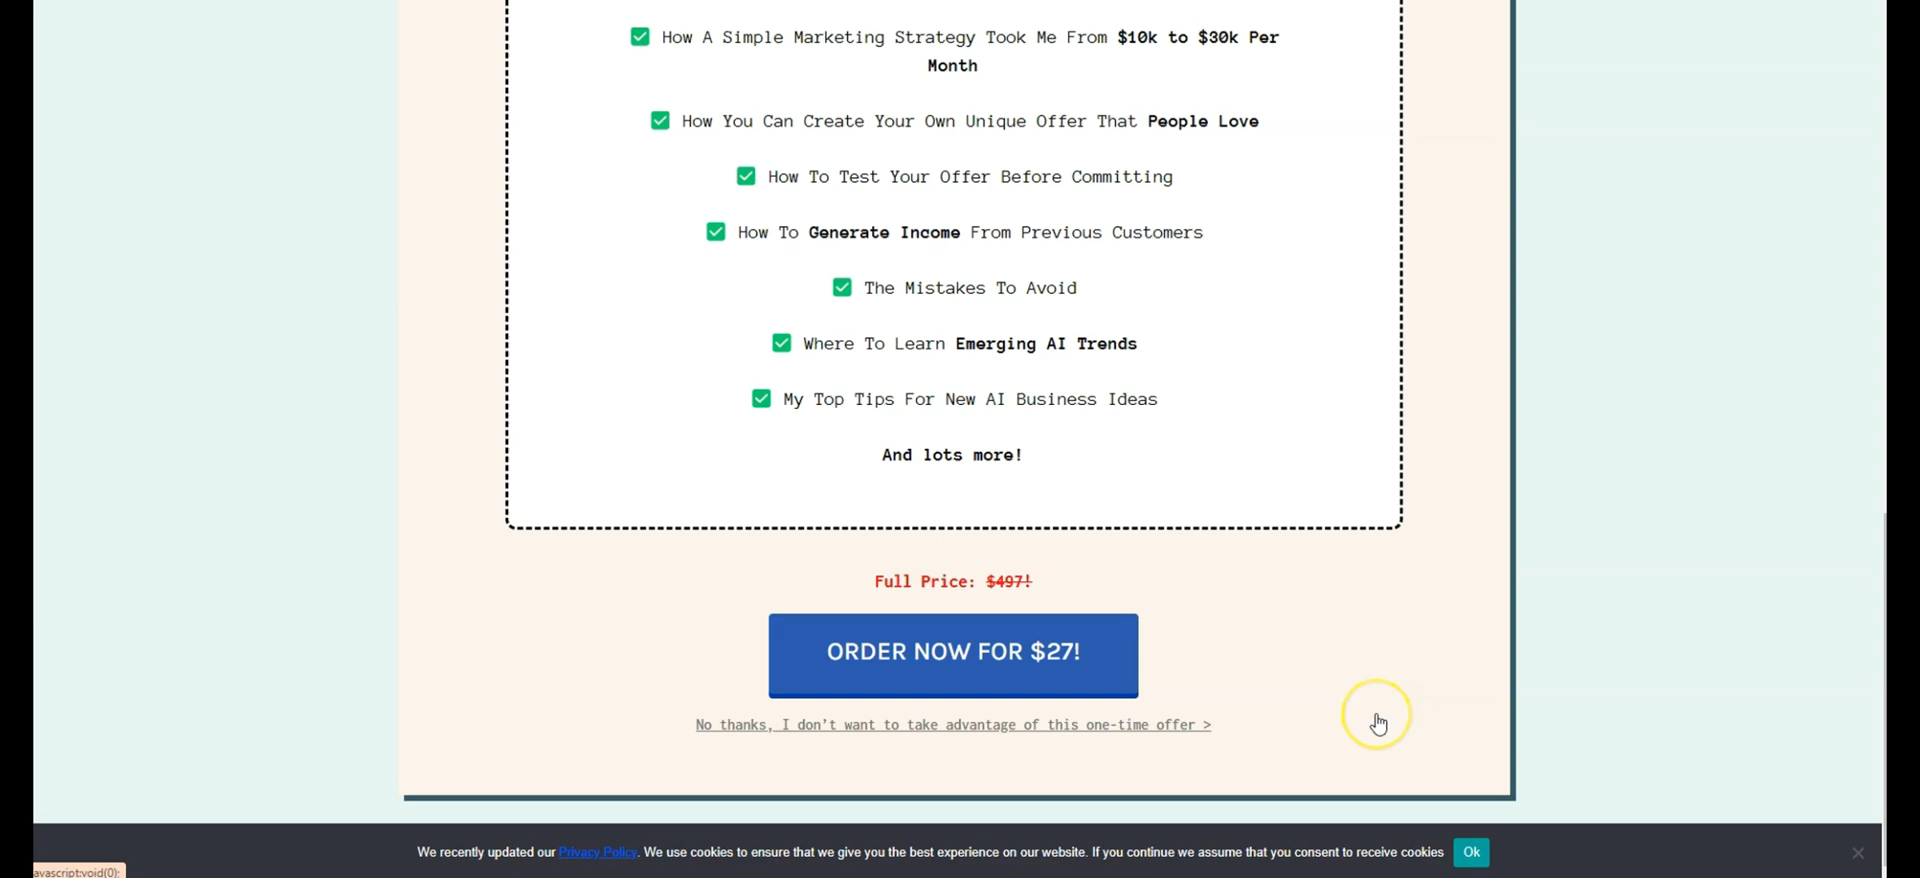 How A Simple Marketing Strategy Took Me From $10k to $30k Per
Month
How You Can Create Your Own Unique Offer That People Love
How To Test Your Offer Before Committing
How To Generate Income From Previous Customers
The Mistakes To Avoid
Where To Learn Emerging AI Trends
My Top Tips For New AI Business Ideas
And lots more!
Full Price: $497!
ORDER NOW FOR $27!
No thanks, I don't want to take advantage of this one-time offer >
We recently updated our Privacy Policy. We use cookies to ensure that we give you the best experience on our website. If you continue we assume that you consent to receive cookies Ok
avascript:void(0);